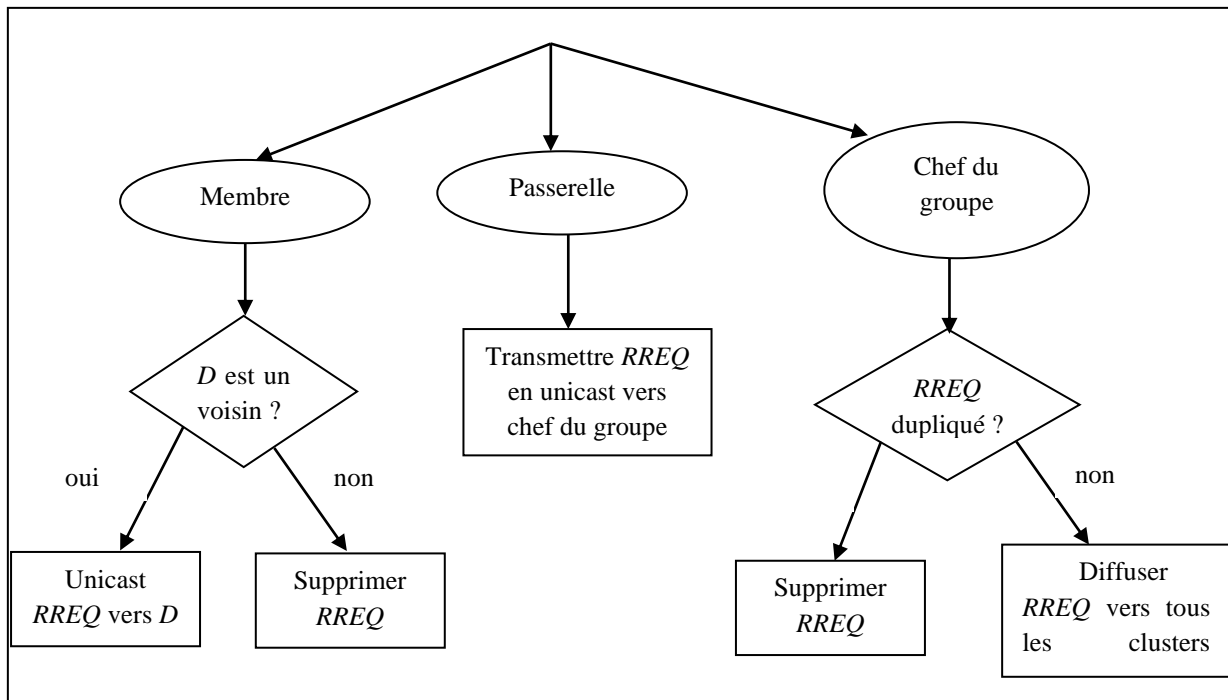 Membre
Passerelle
Chef du
groupe
D est un
voisin ?
Transmettre RREQ
en unicast vers
chef du groupe
RREQ
dupliqué ?
oui
non
non
Unicast
RREQ vers D
Supprimer
RREQ
Supprimer
RREQ
Diffuser
RREQ vers tous
les clusters